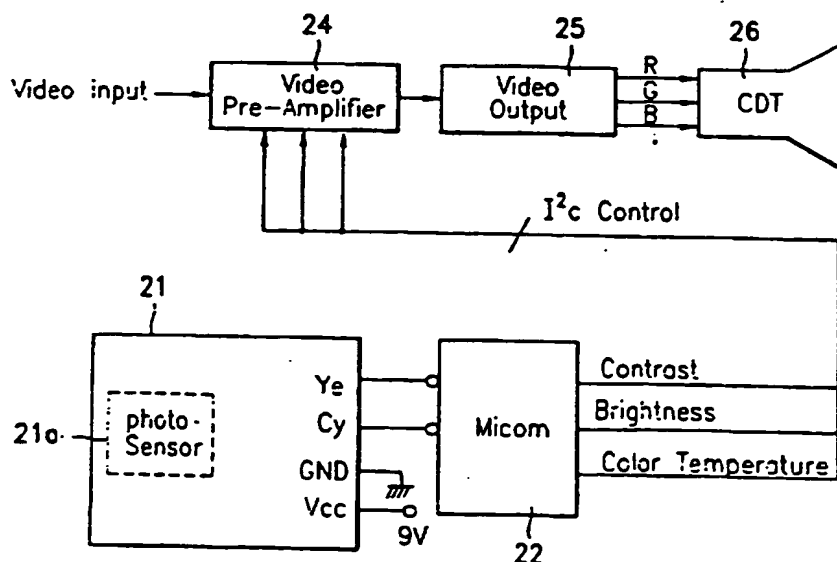 24
25
26
Video input
Video
Pre-Amplifier
Video
Output
R
G
B
CDT
I²c Control
21
21a
photo-
Sensor
Ye
Cy
GND
Vcc
9V
Micom
22
Contrast
Brightness
Color Temperature